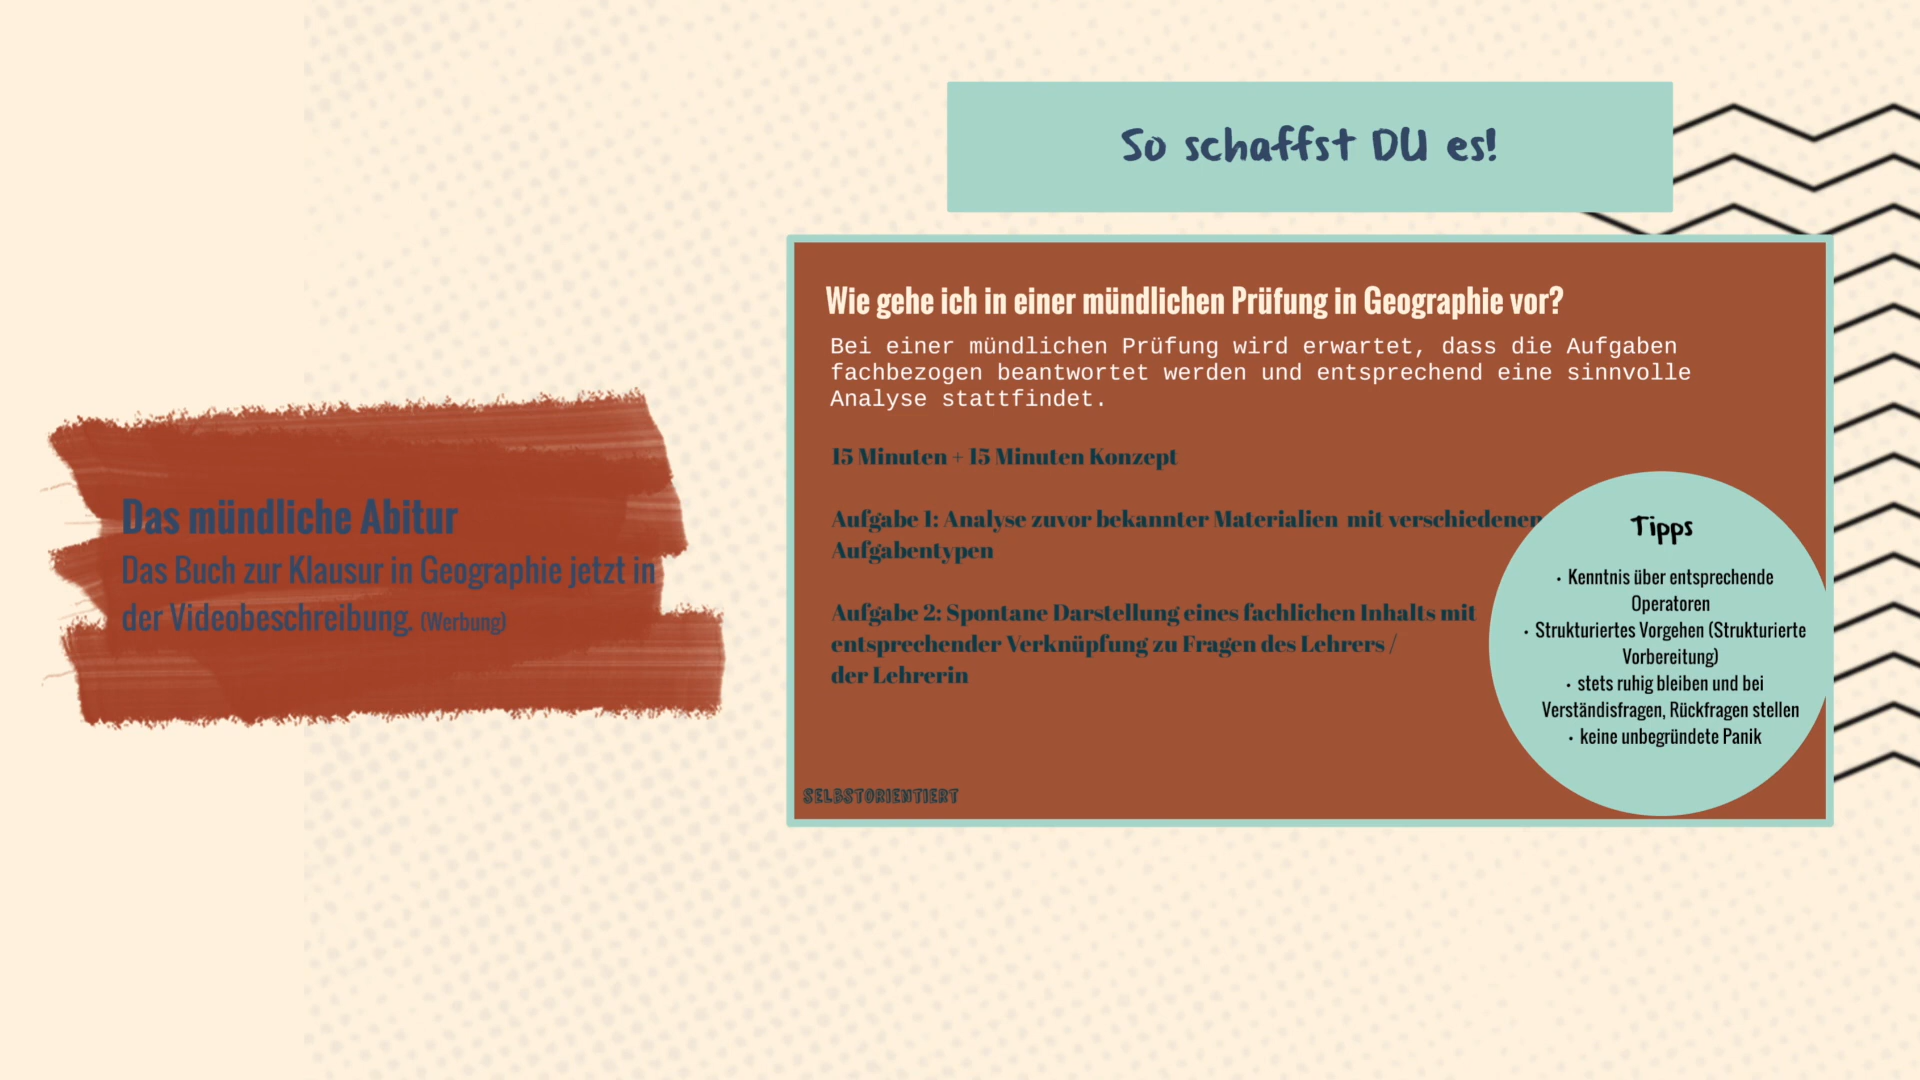 So schaffst DU es!
Wie gehe ich in einer mündlichen Prüfung in Geographie vor?
Bei einer mündlichen Prüfung wird erwartet, dass die Aufgaben
fachbezogen beantwortet werden und entsprechend eine sinnvolle
Analyse stattfindet.
15 Minuten + 15 Minuten Konzept
Aufgabe 1: Analyse zuvor bekannter Materialien mit verschiedenen
Aufgabentypen
Aufgabe 2: Spontane Darstellung eines fachlichen Inhalts mit
entsprechender Verknüpfung zu Fragen des Lehrers /
der Lehrerin
Tipps
• Kenntnis über entsprechende
Operatoren
• Strukturiertes Vorgehen (Strukturierte
Vorbereitung)
• stets ruhig bleiben und bei
Verständisfragen, Rückfragen stellen
• keine unbegründete Panik
SELBSTORIENTIERT
Das mündliche Abitur
Das Buch zur Klausur in Geographie jetzt in
der Videobeschreibung. (Werbung)